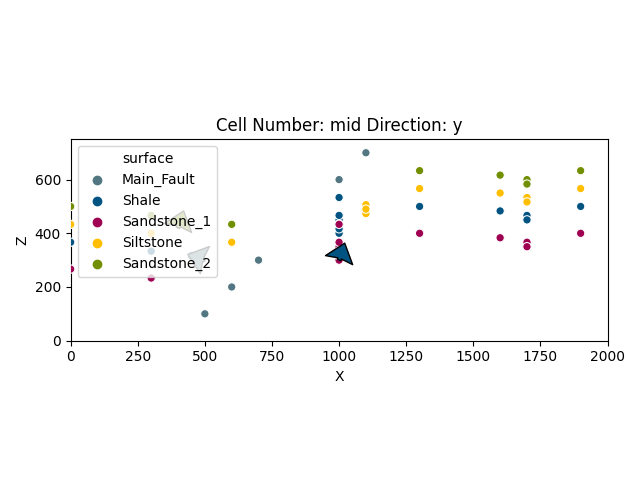 Cell Number: mid Direction: y
surface
Main_Fault
Shale
Sandstone_1
Siltstone
Sandstone_2
600
400
200
0
Z
0 250 500 750 1000 1250 1500 1750 2000
X